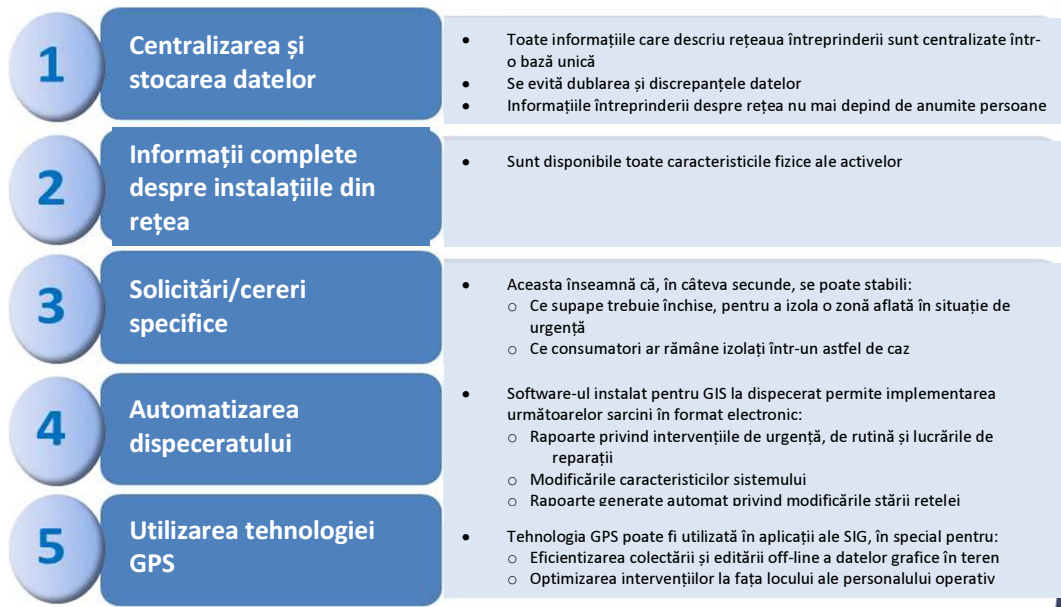 1
Centralizarea și
stocarea datelor
• Toate informațiile care descriu rețeaua întreprinderii sunt centralizate într-
o bază unică
• Se evită dublarea și discrepanțele datelor
• Informațiile întreprinderii despre rețea nu mai depind de anumite persoane
2
Informații complete
despre instalațiile din
rețea
• Sunt disponibile toate caracteristicile fizice ale activelor
3
Solicitări/cereri
specifice
• Aceasta înseamnă că, în câteva secunde, se poate stabili:
○ Ce supape trebuie închise, pentru a izola o zonă aflată în situație de
urgență
○ Ce consumatori ar rămâne izolați într-un astfel de caz
4
Automatizarea
dispeceratului
• Software-ul instalat pentru GIS la dispecerat permite implementarea
următoarelor sarcini în format electronic:
○ Rapoarte privind intervențiile de urgență, de rutină și lucrările de
reparații
○ Modificările caracteristicilor sistemului
○ Rapoarte generate automat privind modificările stării rețelei
5
Utilizarea tehnologiei
GPS
• Tehnologia GPS poate fi utilizată în aplicații ale SIG, în special pentru:
○ Eficientizarea colectării și editării off-line a datelor grafice în teren
○ Optimizarea intervențiilor la fața locului ale personalului operativ